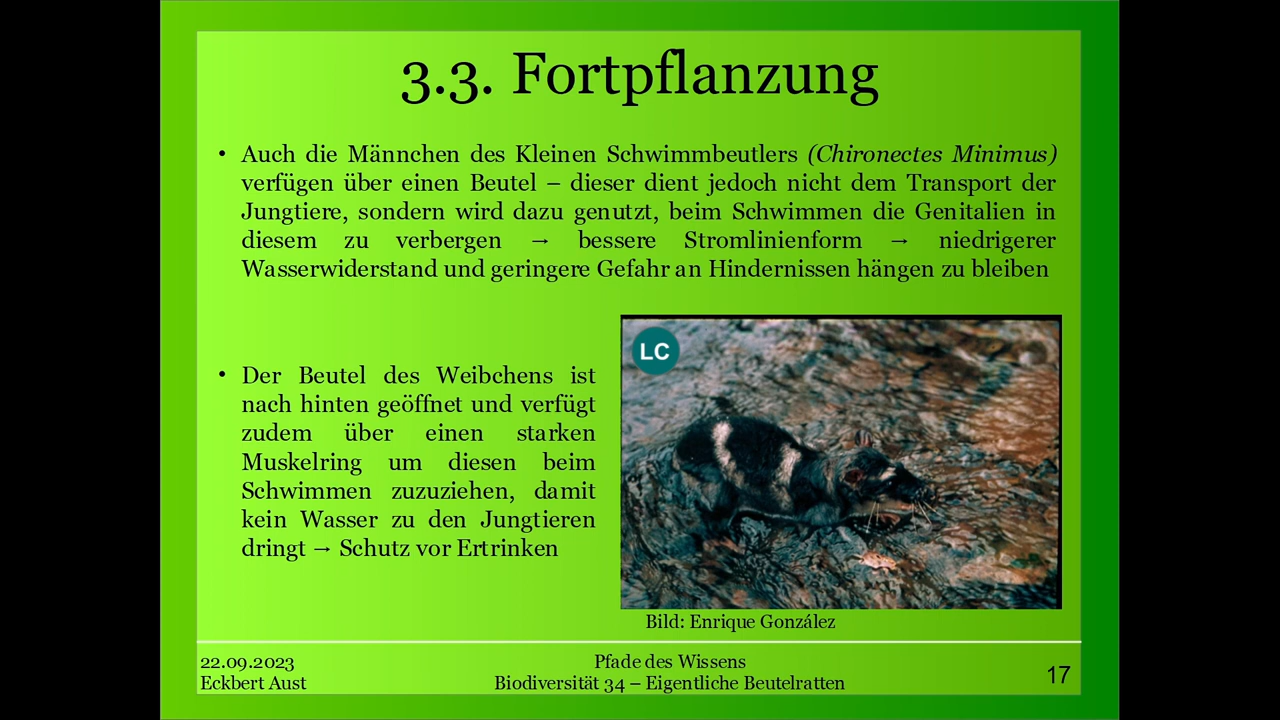 3.3. Fortpflanzung
• Auch die Männchen des Kleinen Schwimmbeutlers (Chironectes Minimus)
verfügen über einen Beutel – dieser dient jedoch nicht dem Transport der
Jungtiere, sondern wird dazu genutzt, beim Schwimmen die Genitalien in
diesem zu verbergen → bessere Stromlinienform → niedrigerer
Wasserwiderstand und geringere Gefahr an Hindernissen hängen zu bleiben
• Der Beutel des Weibchens ist
nach hinten geöffnet und verfügt
zudem über einen starken
Muskelring um diesen beim
Schwimmen zuzuziehen, damit
kein Wasser zu den Jungtieren
dringt → Schutz vor Ertrinken
LC
Bild: Enrique González
22.09.2023
Eckbert Aust
Pfade des Wissens
Biodiversität 34 – Eigentliche Beutelratten
17